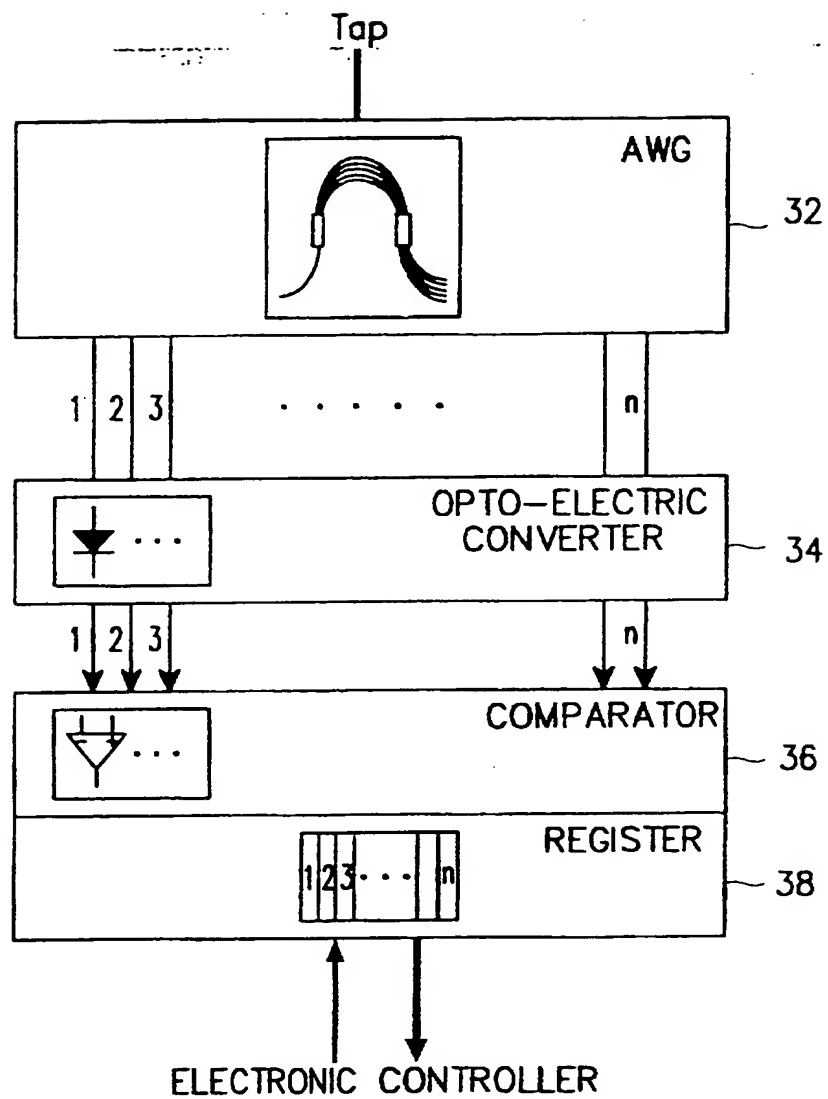 Tap
AWG
32
1 2 3 . . . . . n
OPTO-ELECTRIC
CONVERTER
34
1 2 3 n
COMPARATOR
36
REGISTER
1 2 3 . . . n
38
ELECTRONIC CONTROLLER